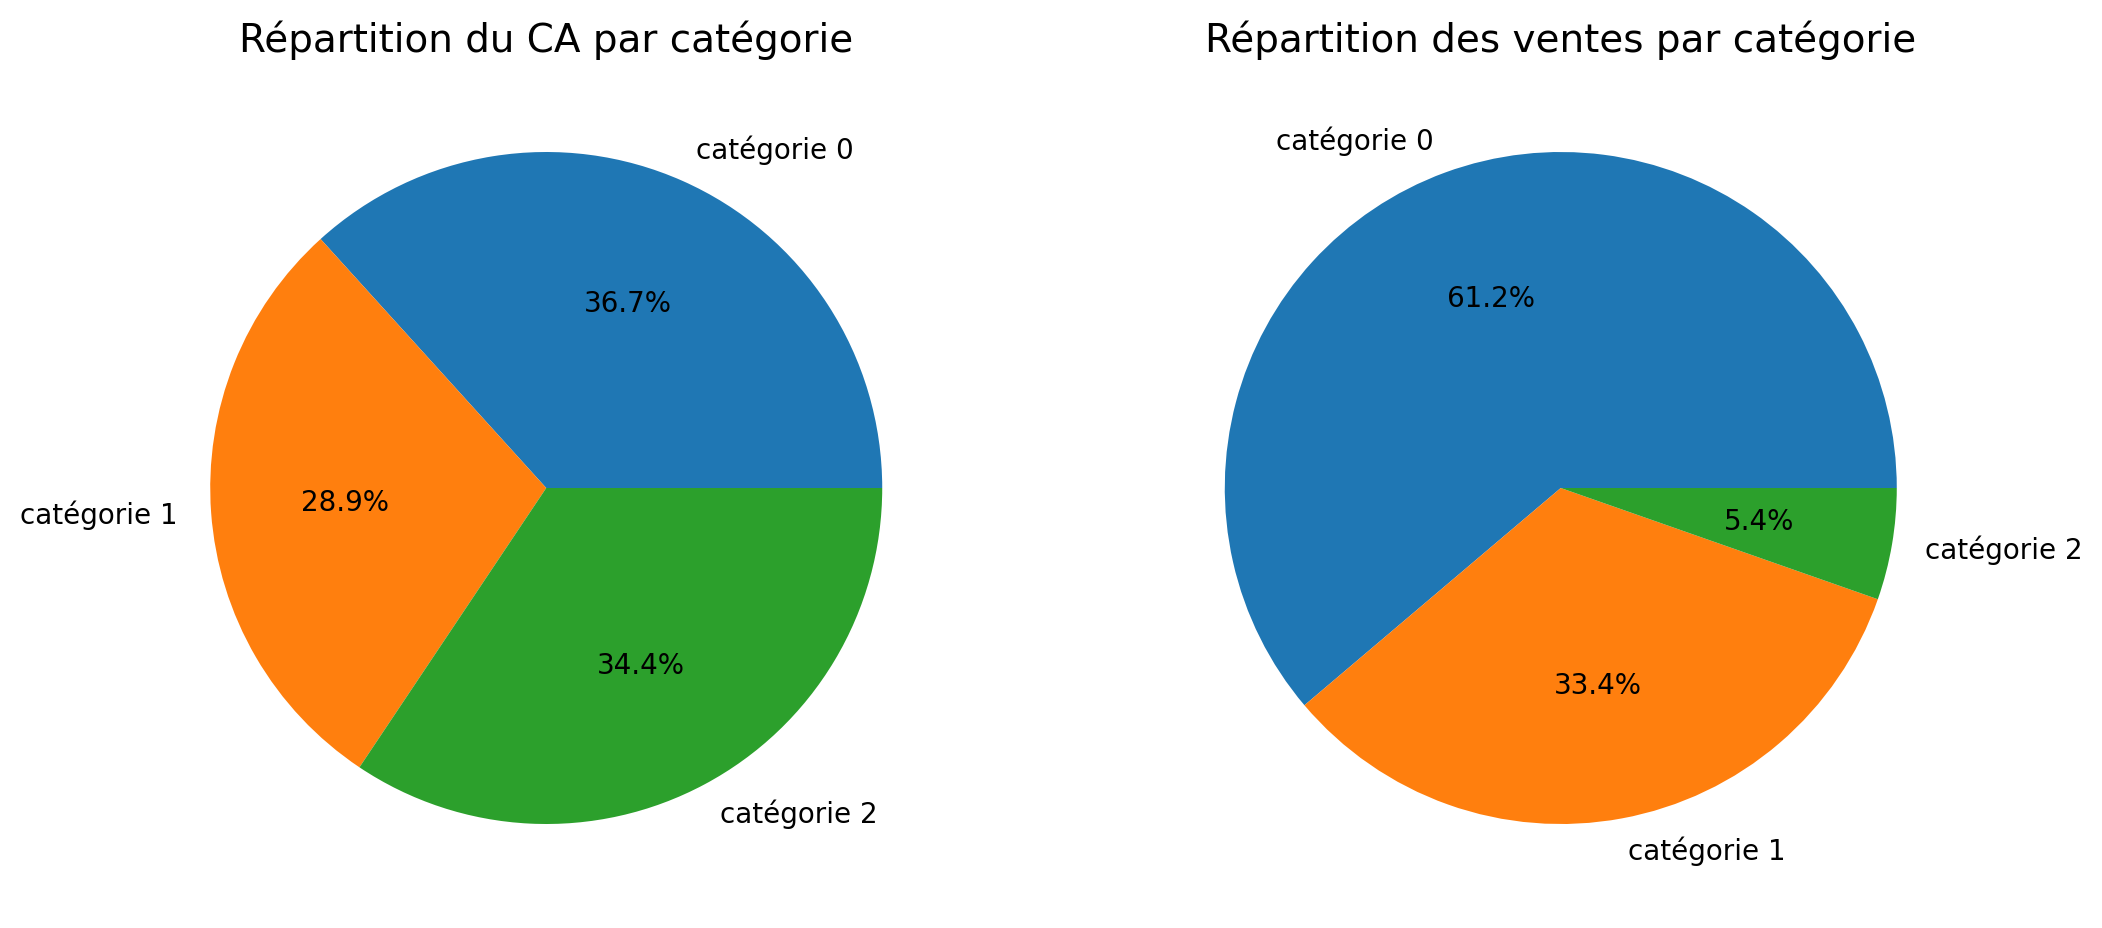 Répartition du CA par catégorie
catégorie 0
36.7%
28.9%
catégorie 1
34.4%
catégorie 2
Répartition des ventes par catégorie
catégorie 0
61.2%
5.4%
catégorie 2
33.4%
catégorie 1